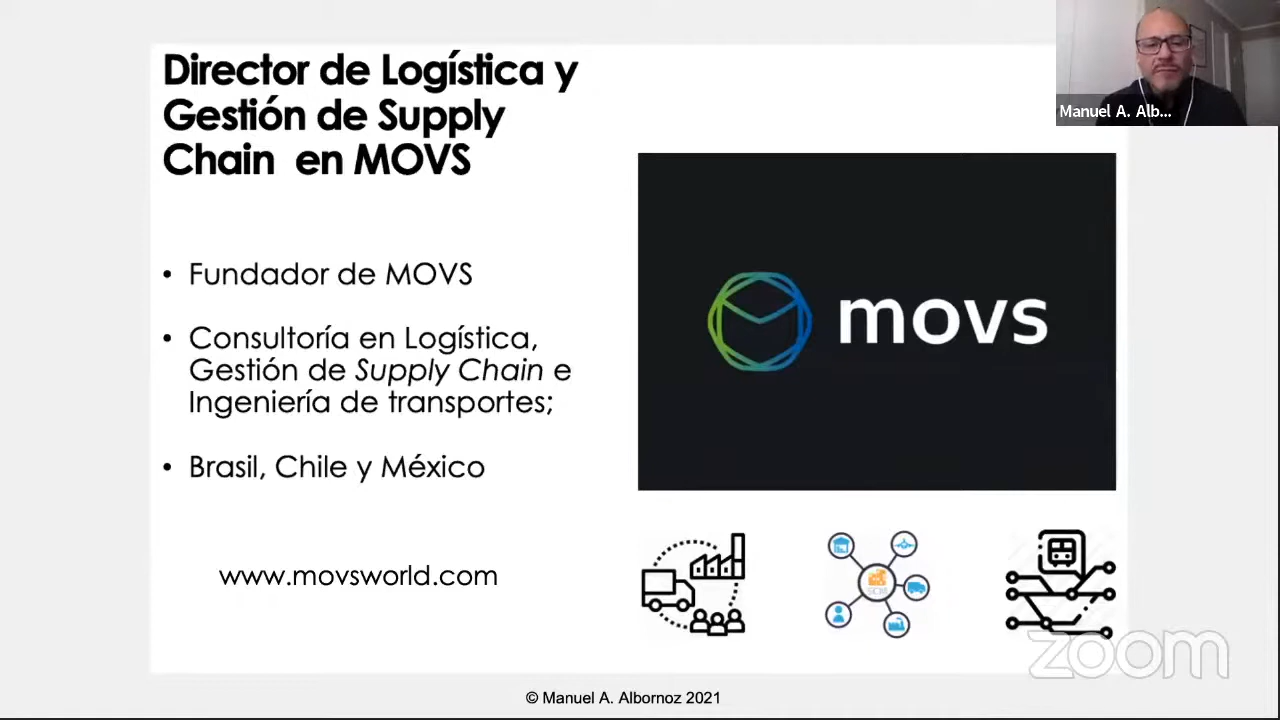 Director de Logística y
Gestión de Supply
Chain en MOVS
Manuel A. Alb...
• Fundador de MOVS
• Consultoría en Logística,
Gestión de Supply Chain e
Ingeniería de transportes;
• Brasil, Chile y México
www.movsworld.com
movs
SCM
zoom
© Manuel A. Albornoz 2021